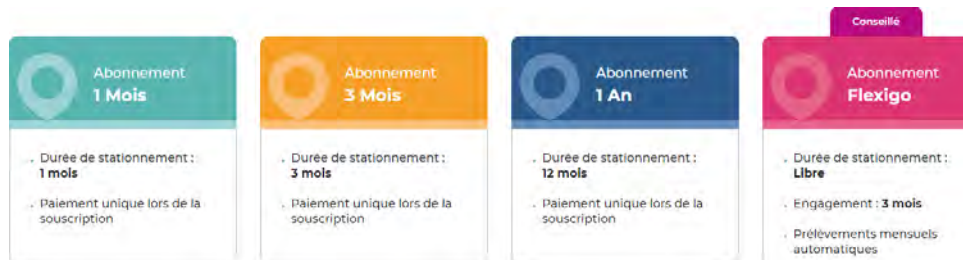 Conseillé
Abonnement
1 Mois
Durée de stationnement :
1 mois
Paiement unique lors de la
souscription
Abonnement
3 Mois
Durée de stationnement :
3 mois
Paiement unique lors de la
souscription
Abonnement
1 An
Durée de stationnement :
12 mois
Paiement unique lors de la
souscription
Abonnement
Flexigo
Durée de stationnement :
Libre
Engagement : 3 mois
Prélèvements mensuels
automatiques